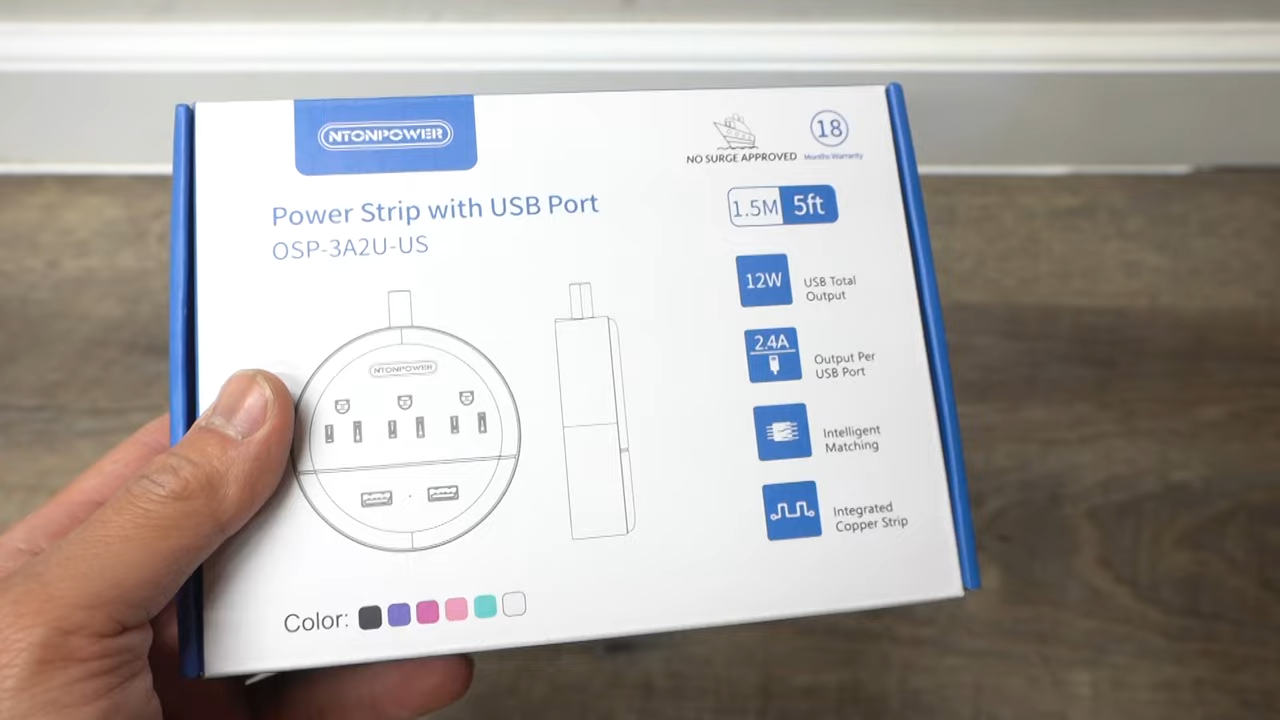 NTONPOWER
NO SURGE APPROVED
18
Months Warranty
Power Strip with USB Port
OSP-3A2U-US
1.5M 5ft
12W
USB Total
Output
2.4A
Output Per
USB Port
NTONPOWER
Intelligent
Matching
Integrated
Copper Strip
Color: